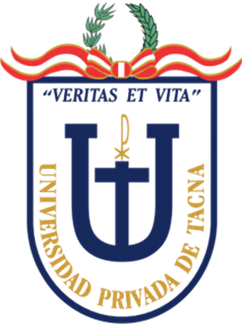 “VERITAS ET VITA”
UNIVERSIDAD PRIVADA DE TACNA